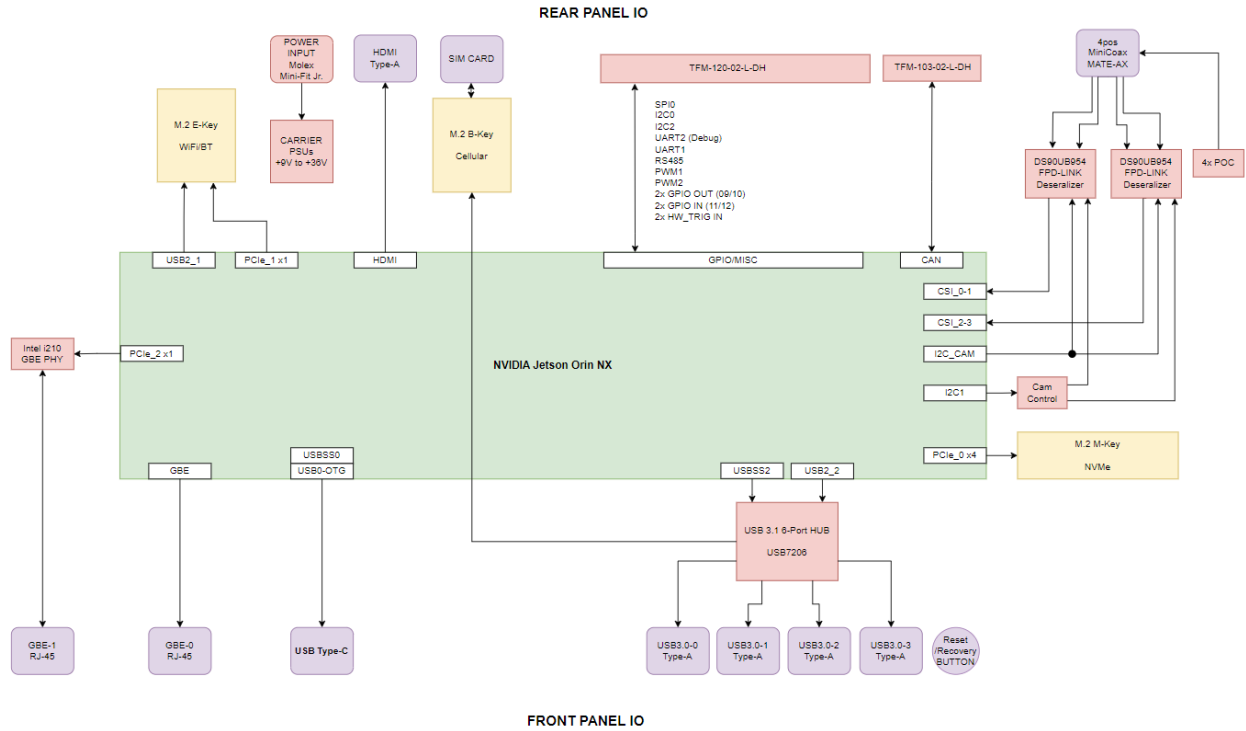 REAR PANEL IO
POWER
INPUT
Molex
Mini-Fit Jr.
HDMI
Type-A
SIM CARD
TFM-120-02-L-DH
TFM-103-02-L-DH
4pos
MiniCoax
MATE-AX
M.2 E-Key
WiFi/BT
CARRIER
PSUs
+9V to +36V
M.2 B-Key
Cellular
SPI0
I2C0
I2C2
UART2 (Debug)
UART1
RS485
PWM1
PWM2
2x GPIO OUT (09/10)
2x GPIO IN (11/12)
2x HW_TRIG IN
DS90UB954
FPD-LINK
Deseralizer
DS90UB954
FPD-LINK
Deseralizer
4x POC
USB2_1
PCIe_1 x1
HDMI
GPIO/MISC
CAN
CSI_0-1
CSI_2-3
Intel i210
GBE PHY
PCIe_2 x1
NVIDIA Jetson Orin NX
I2C_CAM
I2C1
Cam
Control
PCIe_0 x4
M.2 M-Key
NVMe
GBE
USBSS0
USB0-OTG
USBSS2
USB2_2
USB 3.1 6-Port HUB
USB7206
GBE-1
RJ-45
GBE-0
RJ-45
USB Type-C
USB3.0-0
Type-A
USB3.0-1
Type-A
USB3.0-2
Type-A
USB3.0-3
Type-A
Reset
/Recovery
BUTTON
FRONT PANEL IO